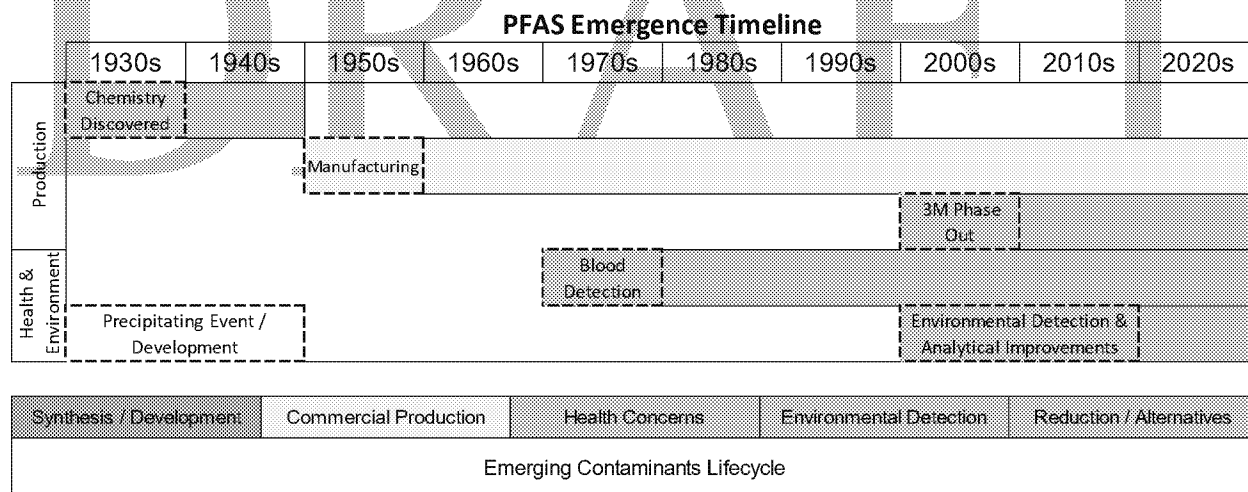 DRAFT
PFAS Emergence Timeline
1930s 1940s 1950s 1960s 1970s 1980s 1990s 2000s 2010s 2020s
Production
Chemistry
Discovered
Manufacturing
3M Phase
Out
Health &
Environment
Blood
Detection
Precipitating Event /
Development
Environmental Detection &
Analytical Improvements
Synthesis / Development Commercial Production Health Concerns Environmental Detection Reduction / Alternatives
Emerging Contaminants Lifecycle